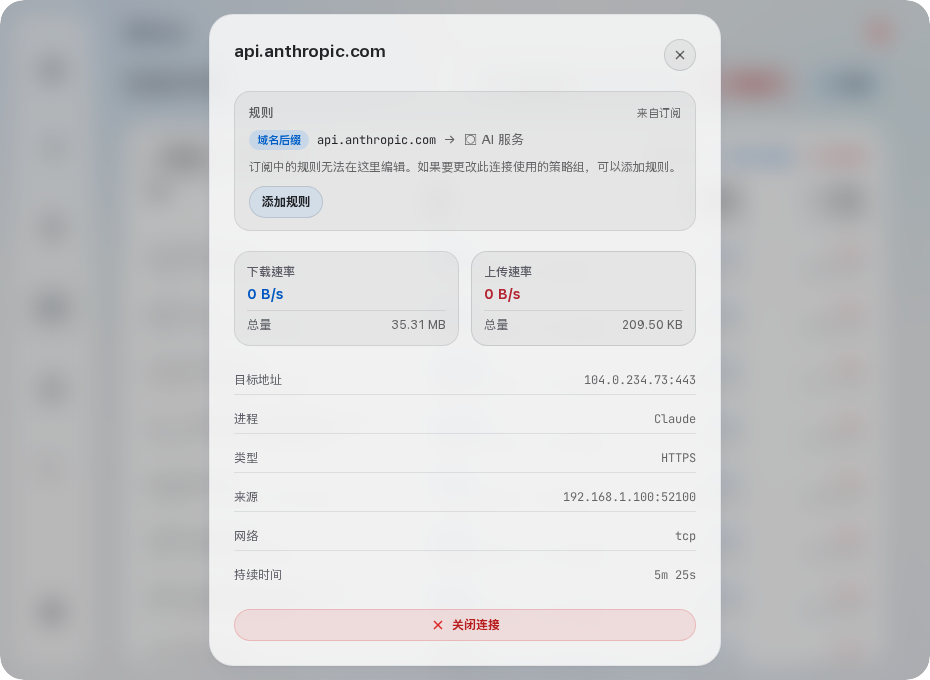 api.anthropic.com
规则 来自订阅
域名后缀 api.anthropic.com → AI 服务
订阅中的规则无法在这里编辑。如果要更改此连接使用的策略组，可以添加规则。
添加规则
下载速率
0 B/s
总量 35.31 MB
上传速率
0 B/s
总量 209.50 KB
目标地址 104.0.234.73:443
进程 Claude
类型 HTTPS
来源 192.168.1.100:52100
网络 tcp
持续时间 5m 25s
关闭连接